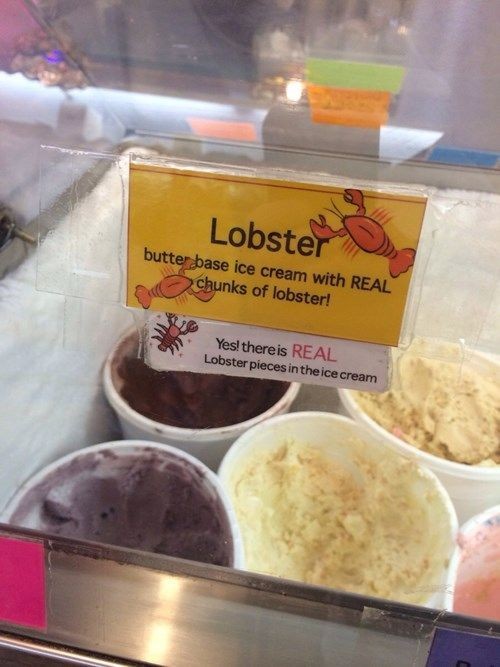 Lobster
butter base ice cream with REAL
chunks of lobster!
Yes! there is REAL
Lobster pieces in the ice cream